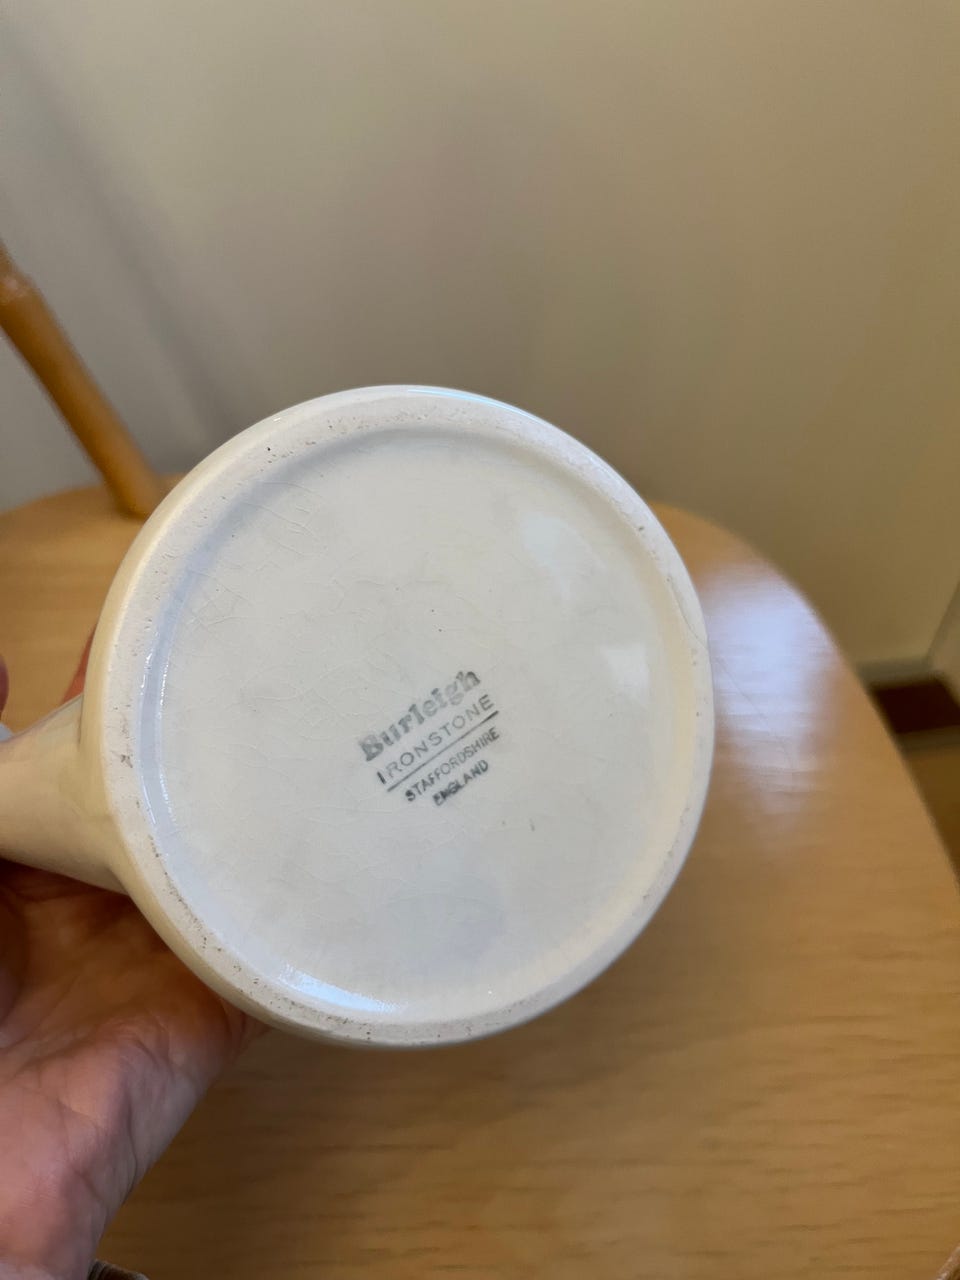 Burleigh
IRONSTONE
STAFFORDSHIRE
ENGLAND